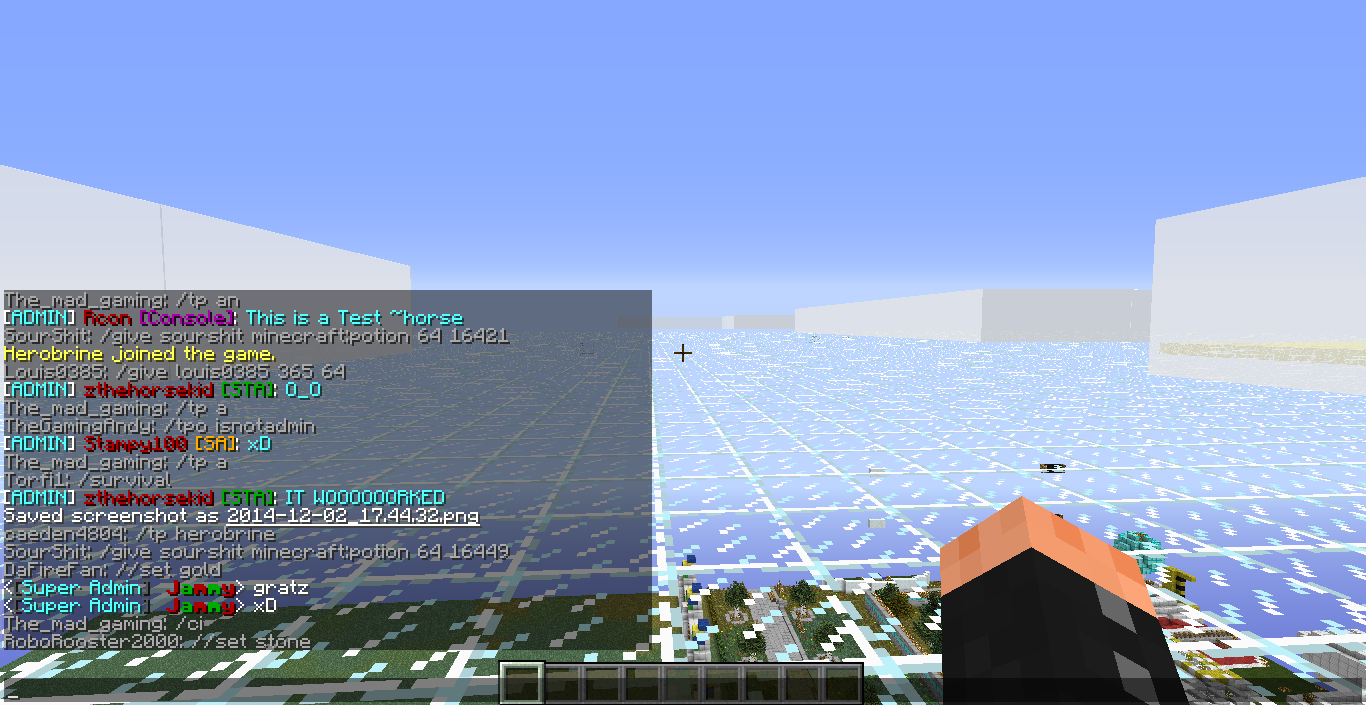 The_mad_gaming: /tp an
[ADMIN] Rcon [Console]: This is a Test ~horse
SourShit: /give sourshit minecraft:potion 64 16421
Herobrine joined the game.
Louis0385: /give louis0385 365 64
[ADMIN] zthehorsekid [STA]: O_O
The_mad_gaming: /tp a
TheGamingAndy: /tpo isnotadmin
[ADMIN] Stampy100 [SA]: xD
The_mad_gaming: /tp a
Torfi1: /survival
[ADMIN] zthehorsekid [STA]: IT WOOOOOORKED
Saved screenshot as 2014-12-02_17.44.32.png
caeden4804: /tp herobrine
SourShit: /give sourshit minecraft:potion 64 16449
DaFireFan: //set gold
<[Super Admin] Jammy> gratz
<[Super Admin] Jammy> xD
The_mad_gaming: /ci
RoboRooster2000: //set stone
_